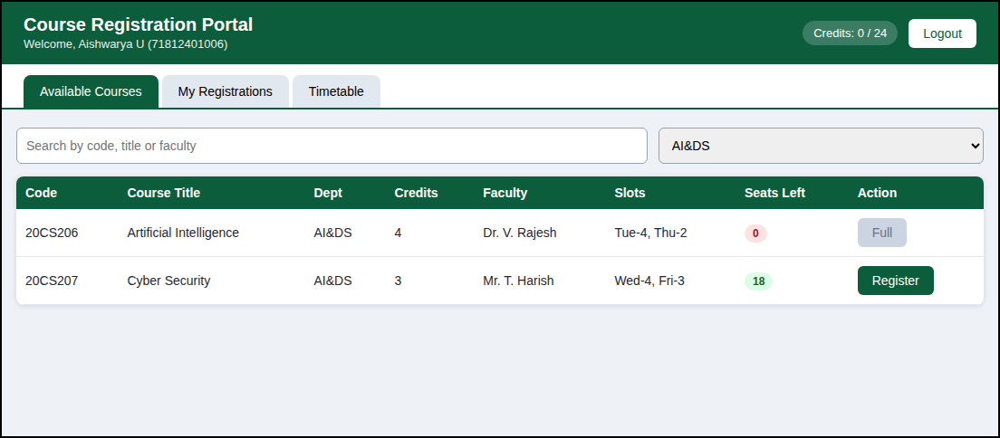 Course Registration Portal
Welcome, Aishwarya U (71812401006)
Credits: 0 / 24
Logout
Available Courses
My Registrations
Timetable
Search by code, title or faculty
AI&DS
Code Course Title Dept Credits Faculty Slots Seats Left Action
20CS206 Artificial Intelligence AI&DS 4 Dr. V. Rajesh Tue-4, Thu-2 0 Full
20CS207 Cyber Security AI&DS 3 Mr. T. Harish Wed-4, Fri-3 18 Register